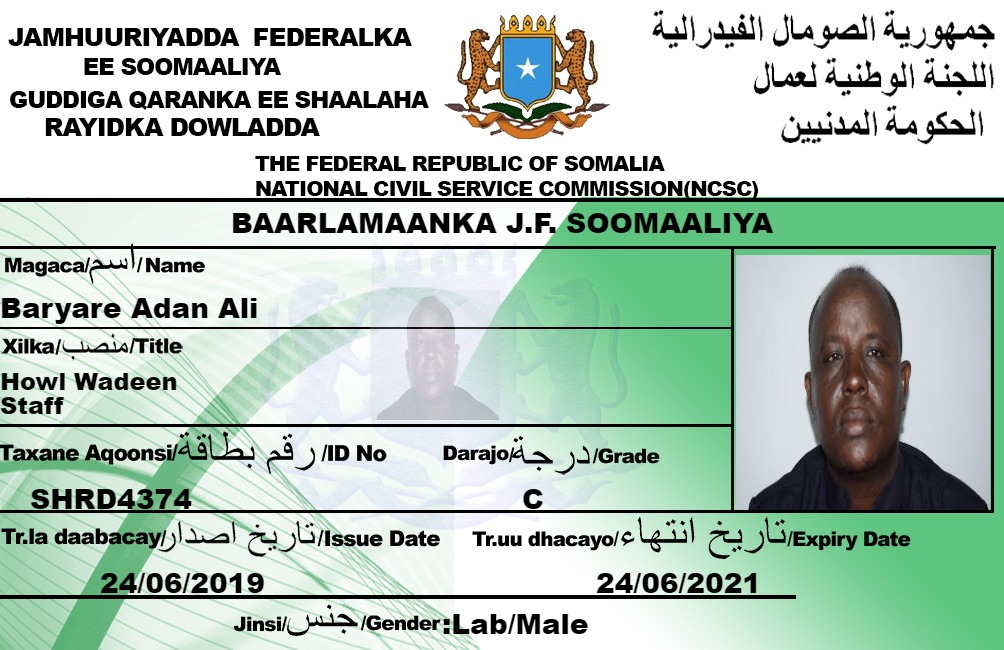 JAMHUURIYADDA FEDERALKA
EE SOOMAALIYA
GUDDIGA QARANKA EE SHAALAHA
RAYIDKA DOWLADDA
جمهورية الصومال الفيدرالية
اللجنة الوطنية لعمال
الحكومة المدنيين
THE FEDERAL REPUBLIC OF SOMALIA
NATIONAL CIVIL SERVICE COMMISSION(NCSC)
BAARLAMAANKA J.F. SOOMAALIYA
Magaca/اسم/Name
Baryare Adan Ali
Xilka/منصب/Title
Howl Wadeen
Staff
Taxane Aqoonsi/رقم بطاقة/ID No
SHRD4374
Darajo/درجة/Grade
C
Tr.la daabacay/تاريخ اصدار/Issue Date
24/06/2019
Tr.uu dhacayo/تاريخ انتهاء/Expiry Date
24/06/2021
Jinsi/جنس/Gender:Lab/Male